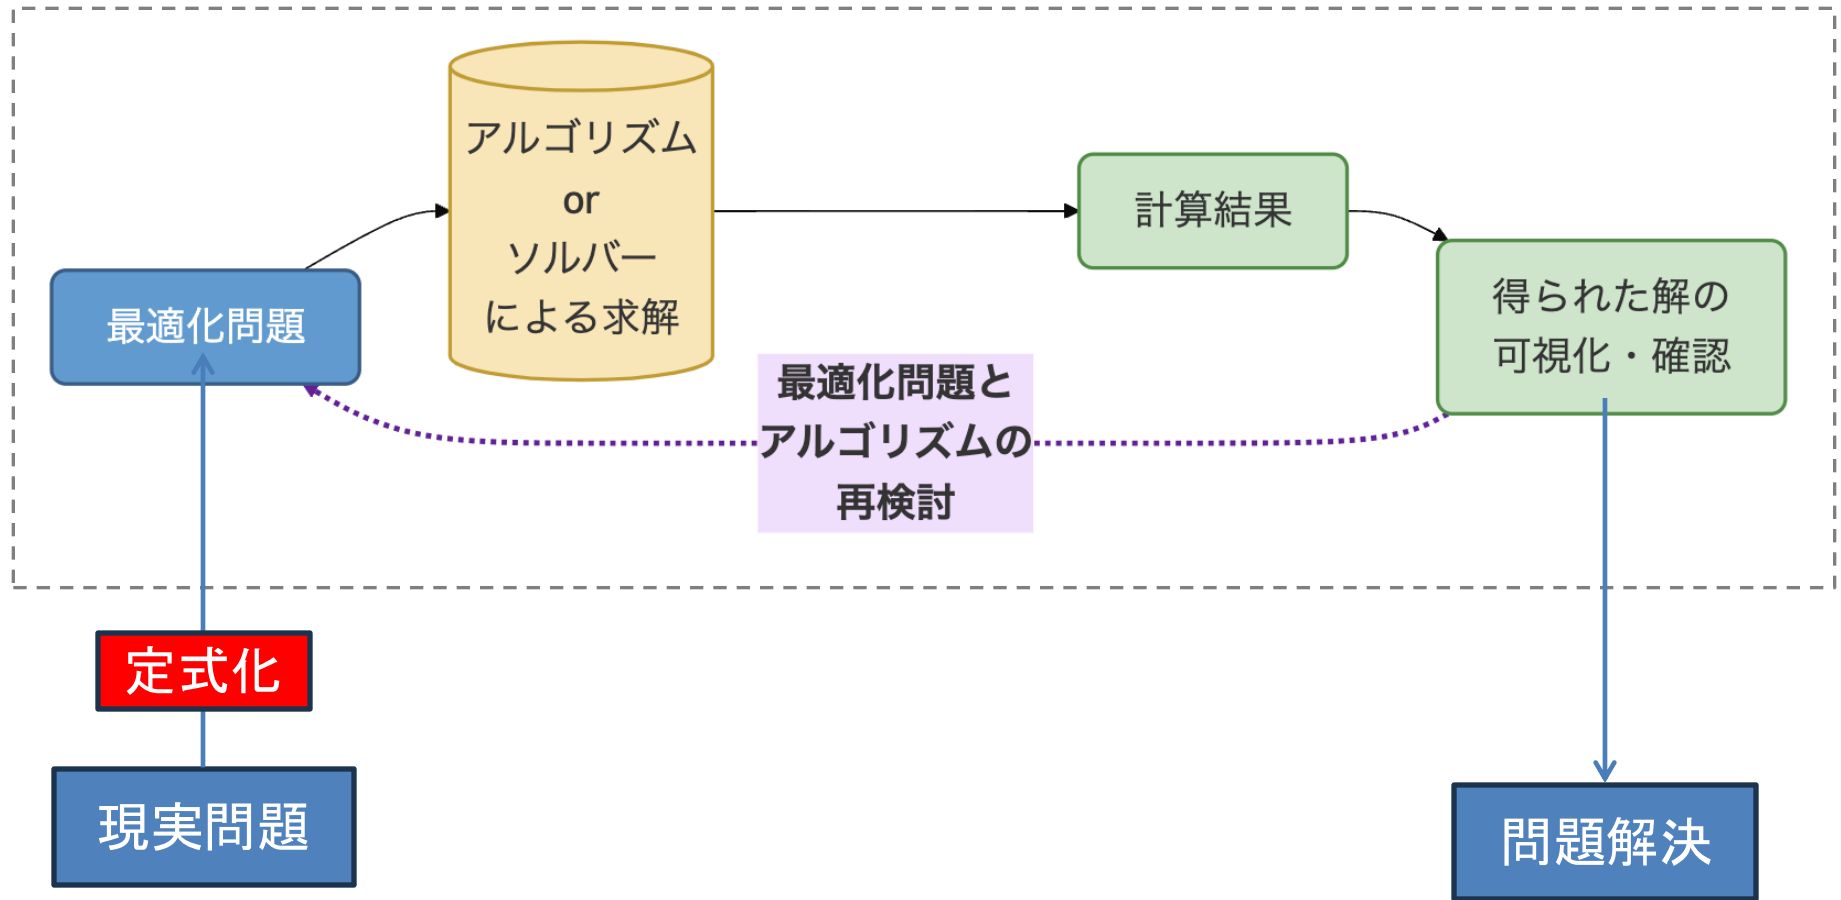 アルゴリズム
or
ソルバー
による求解
計算結果
得られた解の
可視化・確認
最適化問題
最適化問題と
アルゴリズムの
再検討
定式化
現実問題
問題解決